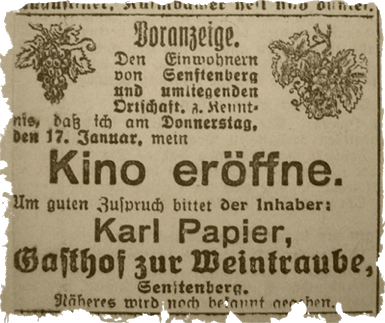 Voranzeige.
Den Einwohnern
von Senftenberg
und umliegenden
Ortschaft. z. Kennt-
nis, daß ich am Donnerstag,
den 17. Januar, mein
Kino eröffne.
Um guten Zuspruch bittet der Inhaber:
Karl Papier,
Gasthof zur Weintraube,
Senftenberg.
Näheres wird noch bekannt gegeben.